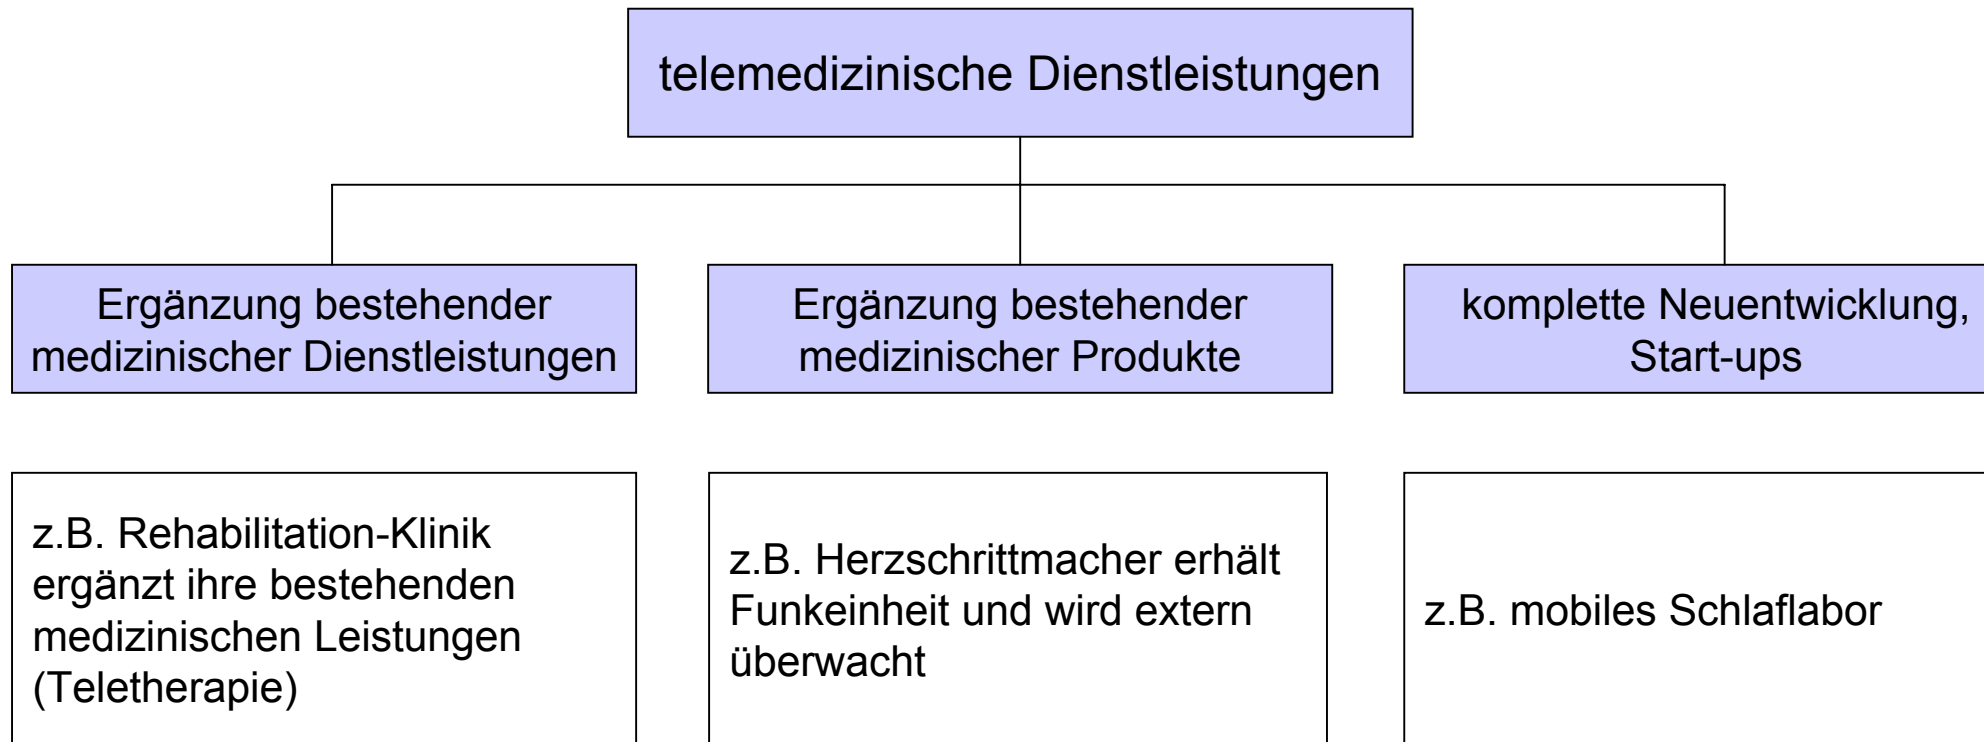 telemedizinische Dienstleistungen
Ergänzung bestehender
medizinischer Dienstleistungen
Ergänzung bestehender
medizinischer Produkte
komplette Neuentwicklung,
Start-ups
z.B. Rehabilitation-Klinik
ergänzt ihre bestehenden
medizinischen Leistungen
(Teletherapie)
z.B. Herzschrittmacher erhält
Funkeinheit und wird extern
überwacht
z.B. mobiles Schlaflabor